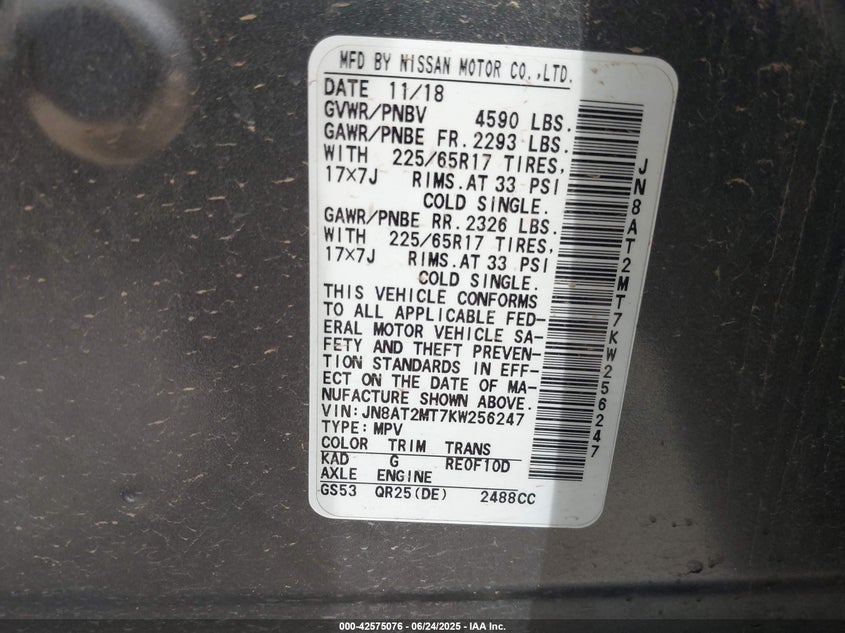 MFD BY NISSAN MOTOR CO.,LTD.
DATE 11/18
GVWR/PNBV 4590 LBS.
GAWR/PNBE FR. 2293 LBS.
WITH 225/65R17 TIRES,
17×7J RIMS. AT 33 PSI
COLD SINGLE.
GAWR/PNBE RR. 2326 LBS.
WITH 225/65R17 TIRES,
17×7J RIMS. AT 33 PSI
COLD SINGLE.
THIS VEHICLE CONFORMS
TO ALL APPLICABLE FED-
ERAL MOTOR VEHICLE SA-
FETY AND THEFT PREVEN-
TION STANDARDS IN EFF-
ECT ON THE DATE OF MA-
NUFACTURE SHOWN ABOVE.
VIN:JN8AT2MT7KW256247
TYPE: MPV
COLOR TRIM TRANS
KAD G RE0F10D
AXLE ENGINE
GS53 QR25(DE) 2488CC
JN8AT2MT7KW256247
000-42575076 | 06/24/2025 - IAA Inc.